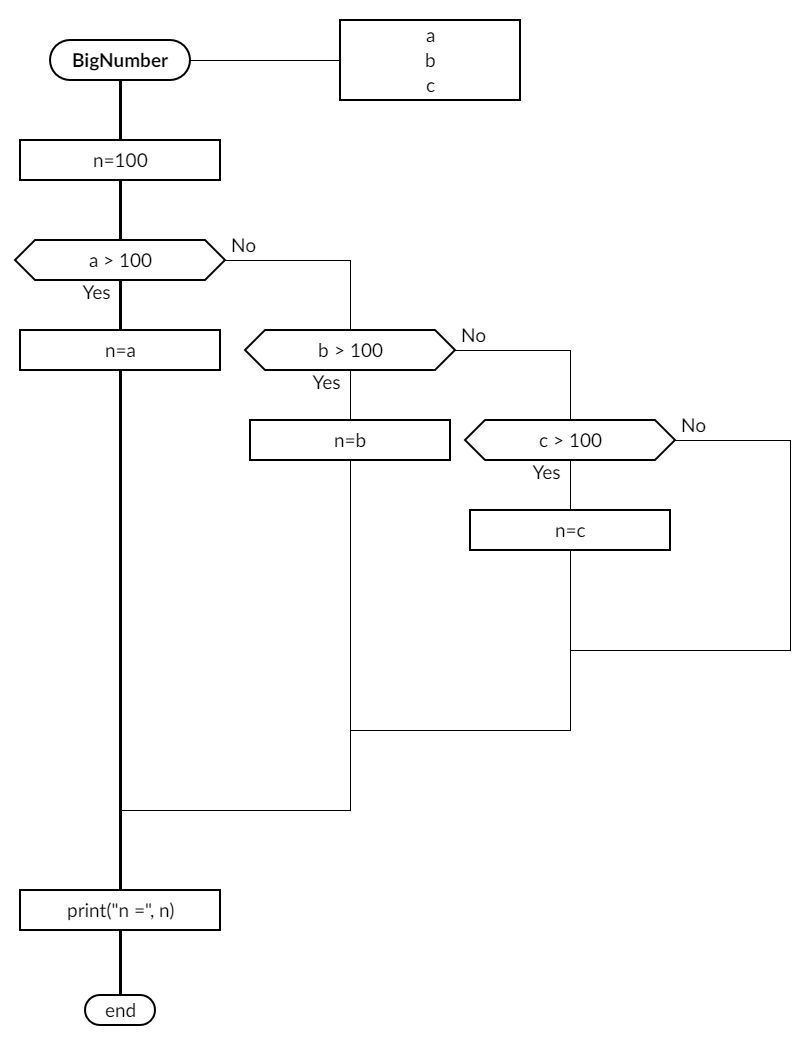 BigNumber
a
b
c
n=100
a > 100
No
Yes
n=a
b > 100
No
Yes
n=b
c > 100
No
Yes
n=c
print("n =", n)
end